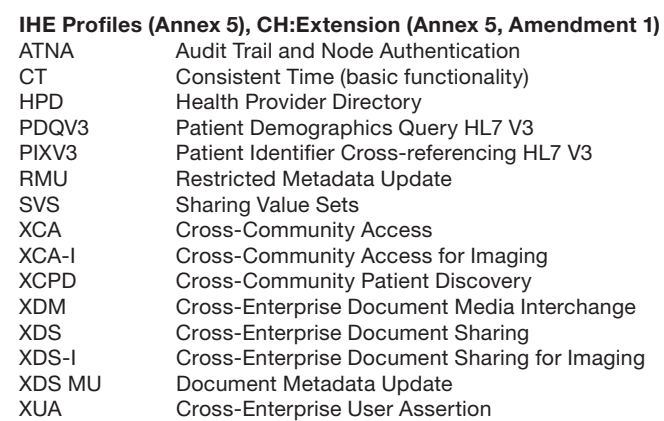 IHE Profiles (Annex 5), CH:Extension (Annex 5, Amendment 1)
ATNA Audit Trail and Node Authentication
CT Consistent Time (basic functionality)
HPD Health Provider Directory
PDQV3 Patient Demographics Query HL7 V3
PIXV3 Patient Identifier Cross-referencing HL7 V3
RMU Restricted Metadata Update
SVS Sharing Value Sets
XCA Cross-Community Access
XCA-I Cross-Community Access for Imaging
XCPD Cross-Community Patient Discovery
XDM Cross-Enterprise Document Media Interchange
XDS Cross-Enterprise Document Sharing
XDS-I Cross-Enterprise Document Sharing for Imaging
XDS MU Document Metadata Update
XUA Cross-Enterprise User Assertion